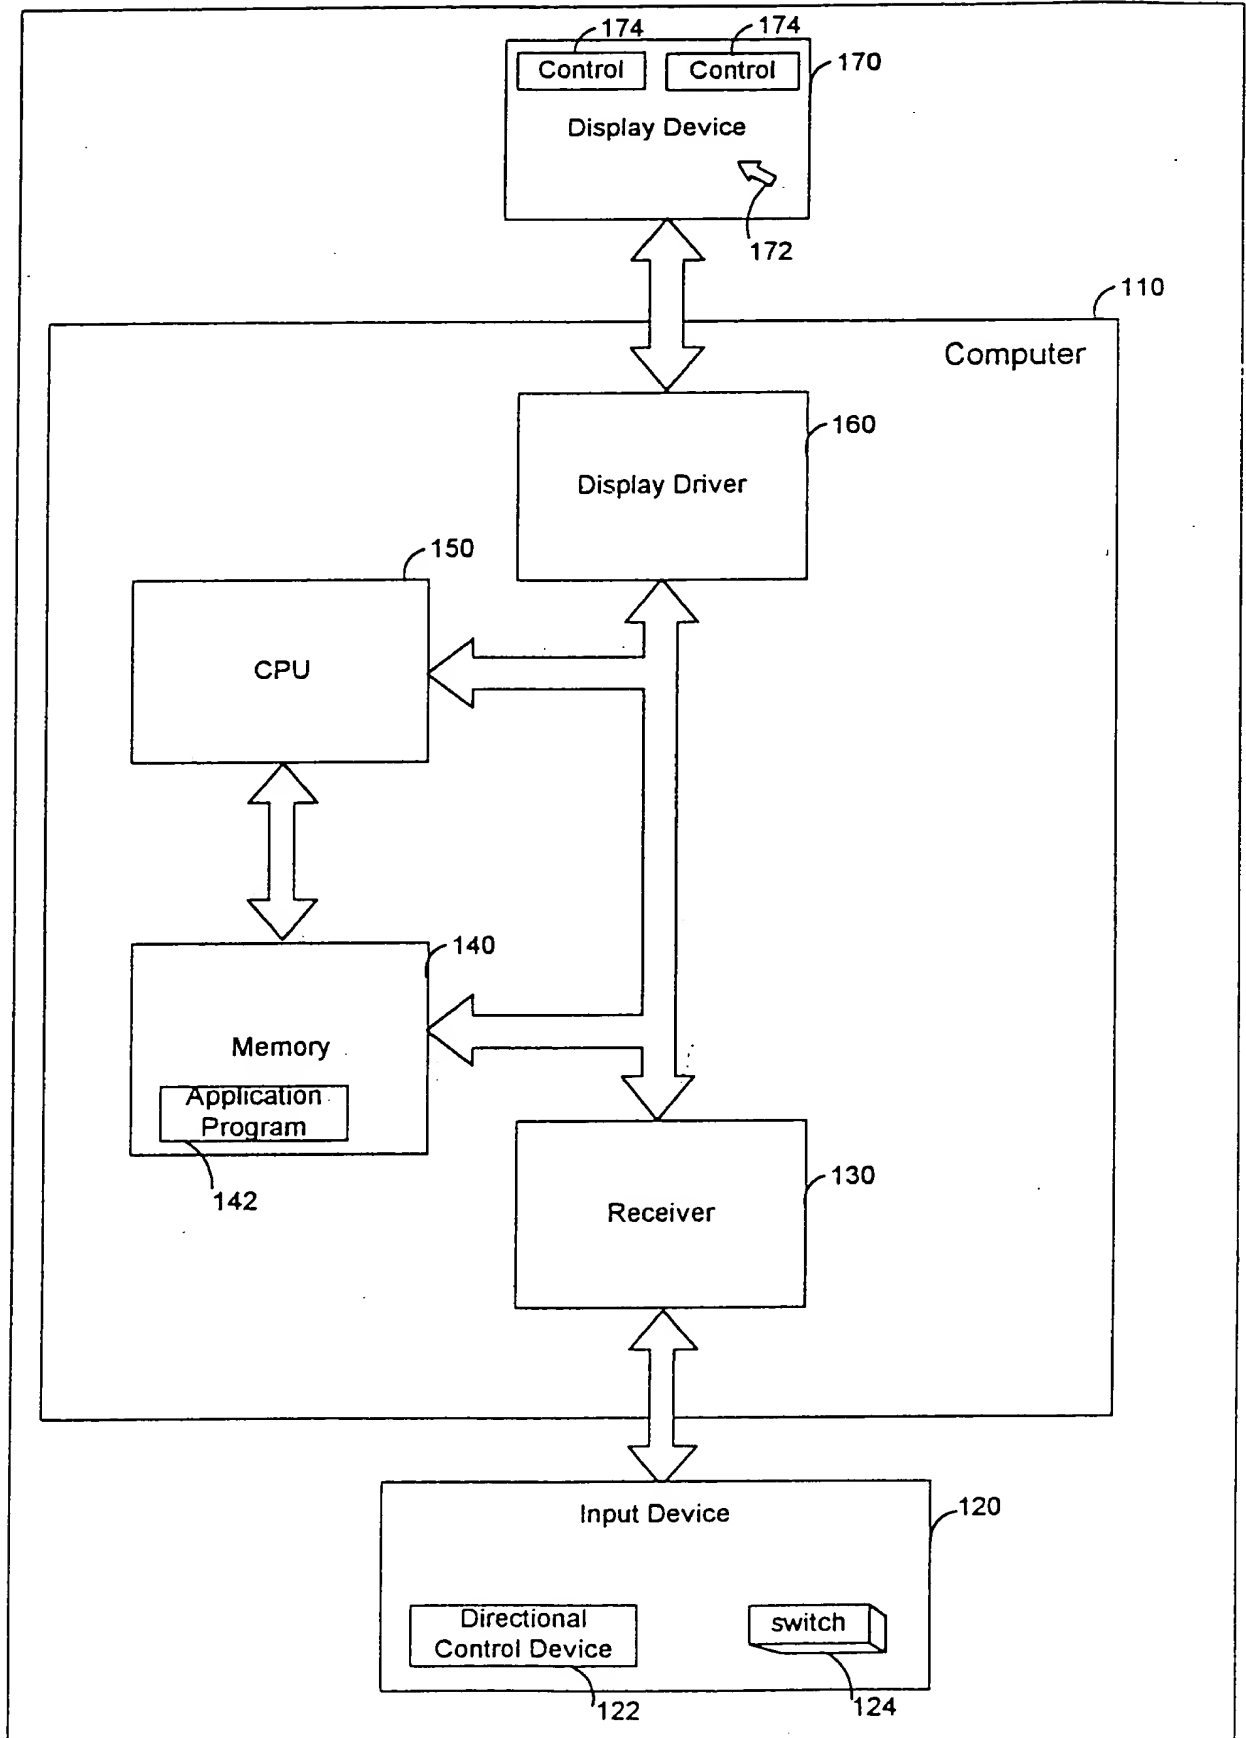 174
174
Control
Control
170
Display Device
172
110
Computer
160
Display Driver
150
CPU
140
Memory
Application
Program
142
130
Receiver
Input Device
120
Directional
Control Device
switch
122
124